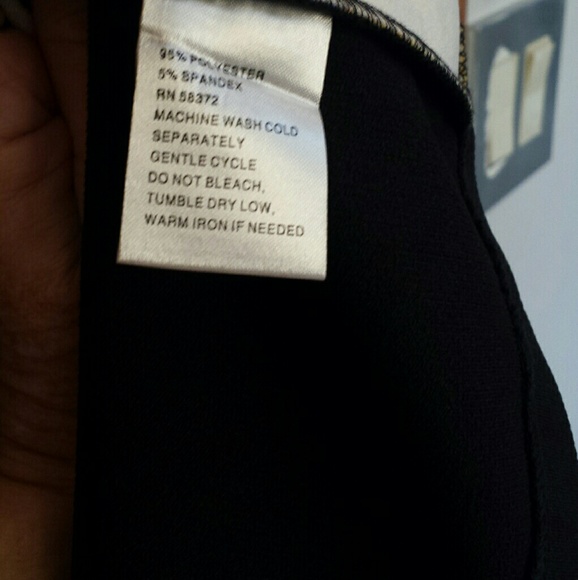 95% POLYESTER
5% SPANDEX
RN 58372
MACHINE WASH COLD
SEPARATELY
GENTLE CYCLE
DO NOT BLEACH,
TUMBLE DRY LOW,
WARM IRON IF NEEDED